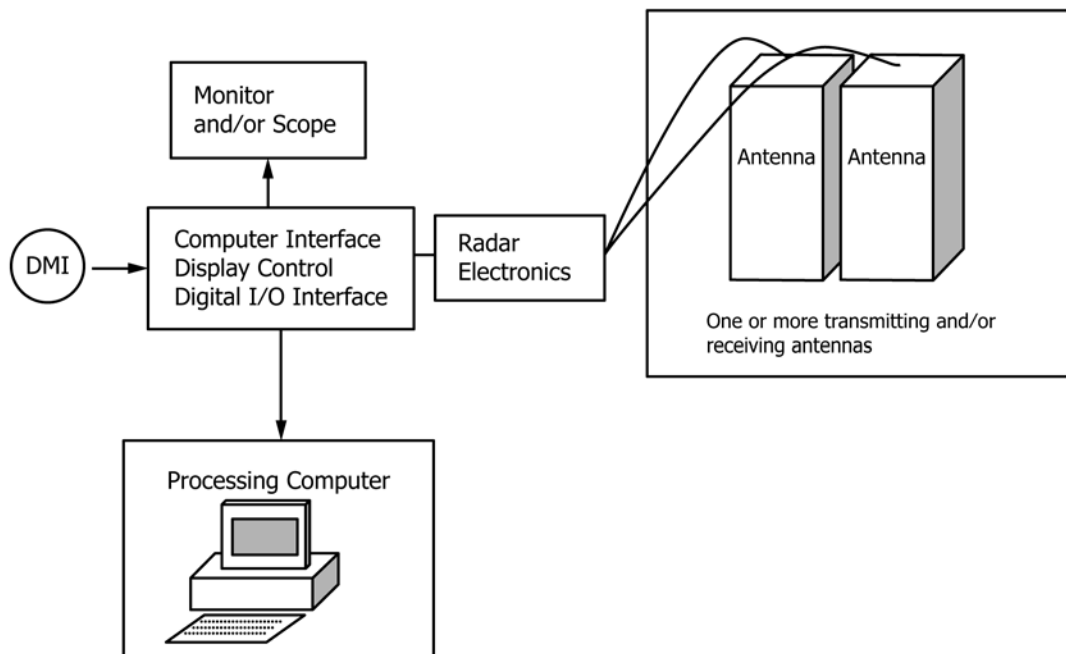 Monitor
and/or Scope
DMI
Computer Interface
Display Control
Digital I/O Interface
Radar
Electronics
Antenna
Antenna
One or more transmitting and/or
receiving antennas
Processing Computer